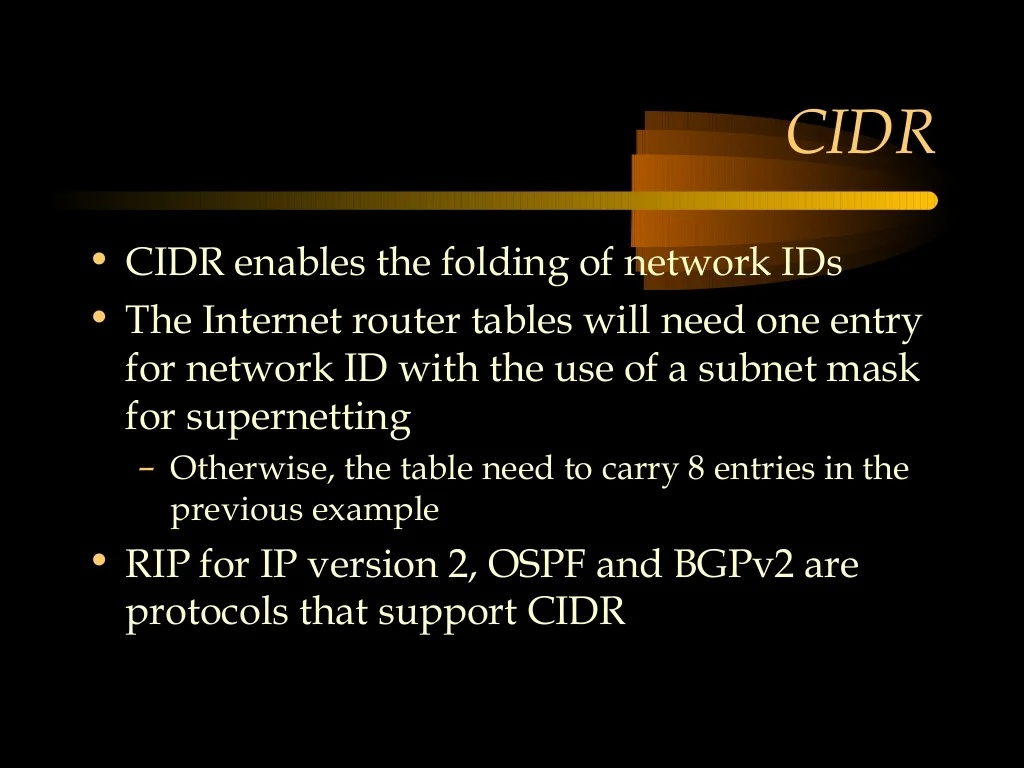 CIDR
• CIDR enables the folding of network IDs
• The Internet router tables will need one entry
for network ID with the use of a subnet mask
for supernetting
– Otherwise, the table need to carry 8 entries in the
previous example
• RIP for IP version 2, OSPF and BGPv2 are
protocols that support CIDR